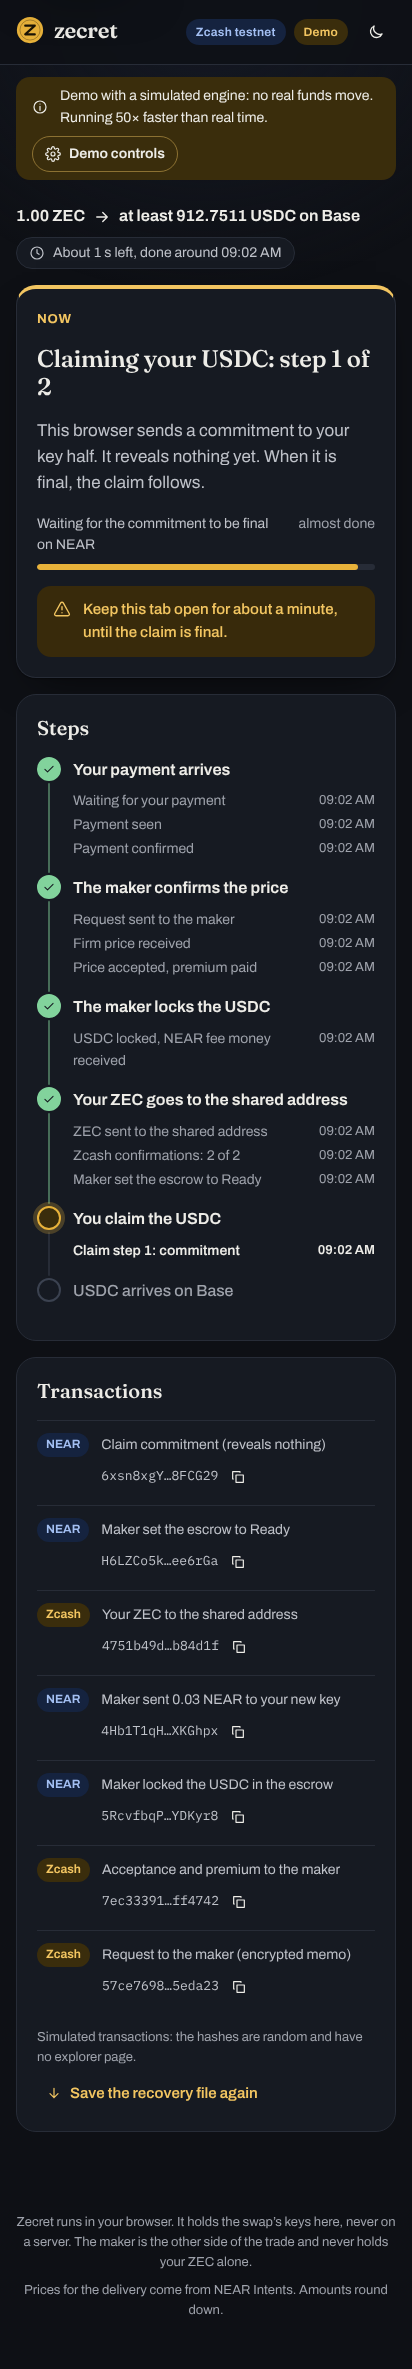 zecret
Zcash testnet
Demo
Demo with a simulated engine: no real funds move.
Running 50× faster than real time.
Demo controls
1.00 ZEC → at least 912.7511 USDC on Base
About 1 s left, done around 09:02 AM
NOW
Claiming your USDC: step 1 of
2
This browser sends a commitment to your
key half. It reveals nothing yet. When it is
final, the claim follows.
Waiting for the commitment to be final almost done
on NEAR
Keep this tab open for about a minute,
until the claim is final.
Steps
Your payment arrives
Waiting for your payment 09:02 AM
Payment seen 09:02 AM
Payment confirmed 09:02 AM
The maker confirms the price
Request sent to the maker 09:02 AM
Firm price received 09:02 AM
Price accepted, premium paid 09:02 AM
The maker locks the USDC
USDC locked, NEAR fee money 09:02 AM
received
Your ZEC goes to the shared address
ZEC sent to the shared address 09:02 AM
Zcash confirmations: 2 of 2 09:02 AM
Maker set the escrow to Ready 09:02 AM
You claim the USDC
Claim step 1: commitment 09:02 AM
USDC arrives on Base
Transactions
NEAR Claim commitment (reveals nothing)
6xsn8xgY…8FCG29
NEAR Maker set the escrow to Ready
H6LZCo5k…ee6rGa
Zcash Your ZEC to the shared address
4751b49d…b84d1f
NEAR Maker sent 0.03 NEAR to your new key
4Hb1T1qH…XKGhpx
NEAR Maker locked the USDC in the escrow
5RcvfbqP…YDKyr8
Zcash Acceptance and premium to the maker
7ec33391…ff4742
Zcash Request to the maker (encrypted memo)
57ce7698…5eda23
Simulated transactions: the hashes are random and have
no explorer page.
Save the recovery file again
Zecret runs in your browser. It holds the swap's keys here, never on
a server. The maker is the other side of the trade and never holds
your ZEC alone.
Prices for the delivery come from NEAR Intents. Amounts round
down.